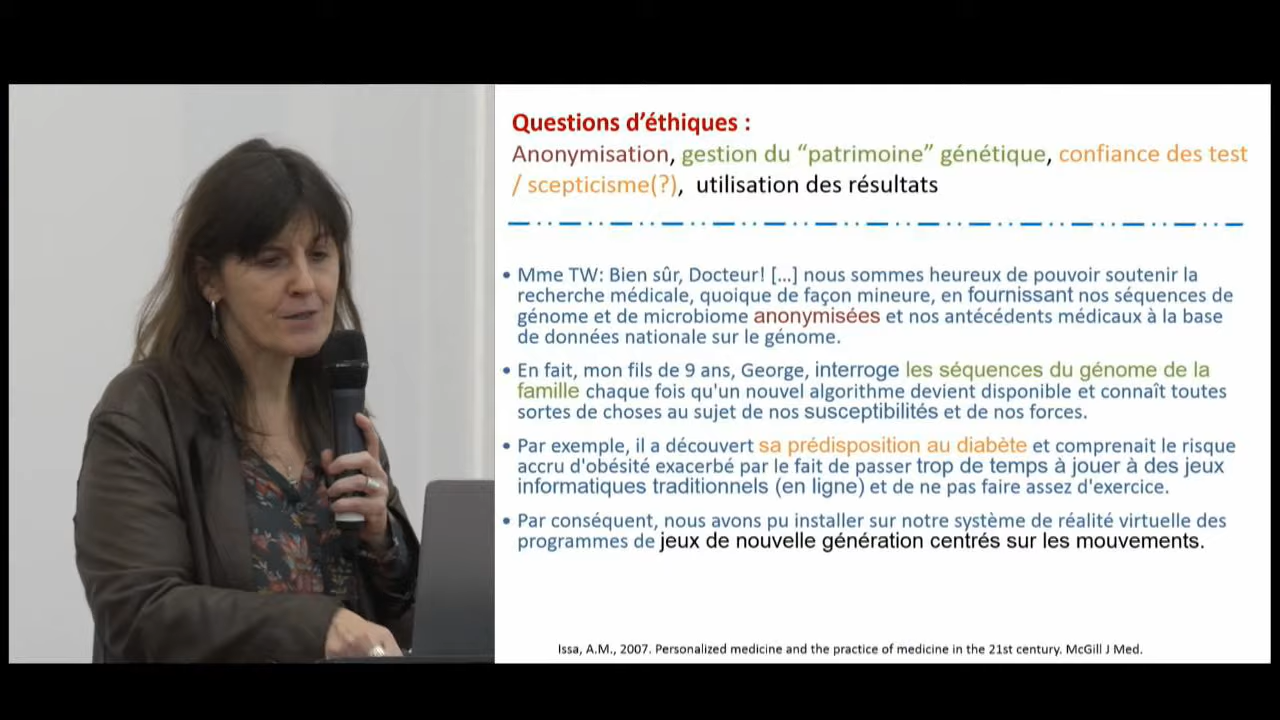 Questions d’éthiques :
Anonymisation, gestion du “patrimoine” génétique, confiance des test
/ scepticisme(?), utilisation des résultats
• Mme TW: Bien sûr, Docteur! [...] nous sommes heureux de pouvoir soutenir la
recherche médicale, quoique de façon mineure, en fournissant nos séquences de
génome et de microbiome anonymisées et nos antécédents médicaux à la base
de données nationale sur le génome.
• En fait, mon fils de 9 ans, George, interroge les séquences du génome de la
famille chaque fois qu'un nouvel algorithme devient disponible et connaît toutes
sortes de choses au sujet de nos susceptibilités et de nos forces.
• Par exemple, il a découvert sa prédisposition au diabète et comprenait le risque
accru d'obésité exacerbé par le fait de passer trop de temps à jouer à des jeux
informatiques traditionnels (en ligne) et de ne pas faire assez d'exercice.
• Par conséquent, nous avons pu installer sur notre système de réalité virtuelle des
programmes de jeux de nouvelle génération centrés sur les mouvements.
Issa, A.M., 2007. Personalized medicine and the practice of medicine in the 21st century. McGill J Med.